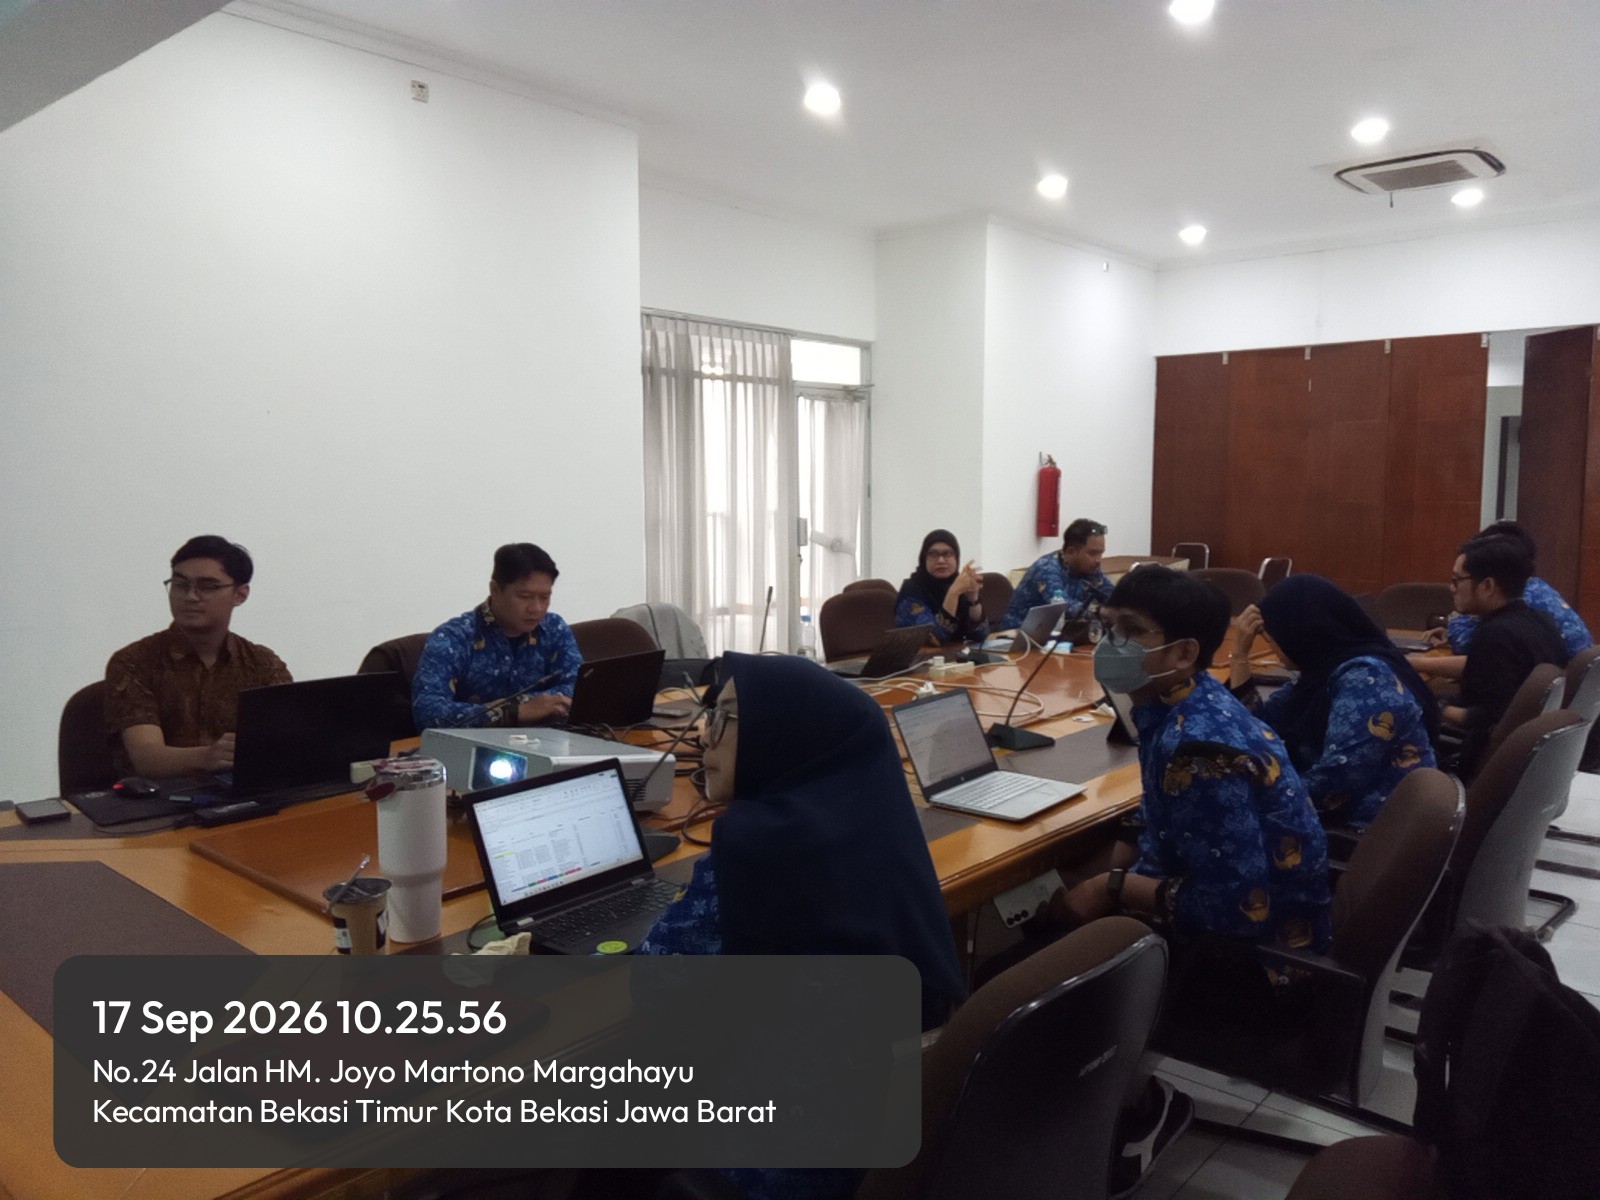 17 Sep 2026 10.25.56
No.24 Jalan HM. Joyo Martono Margahayu
Kecamatan Bekasi Timur Kota Bekasi Jawa Barat